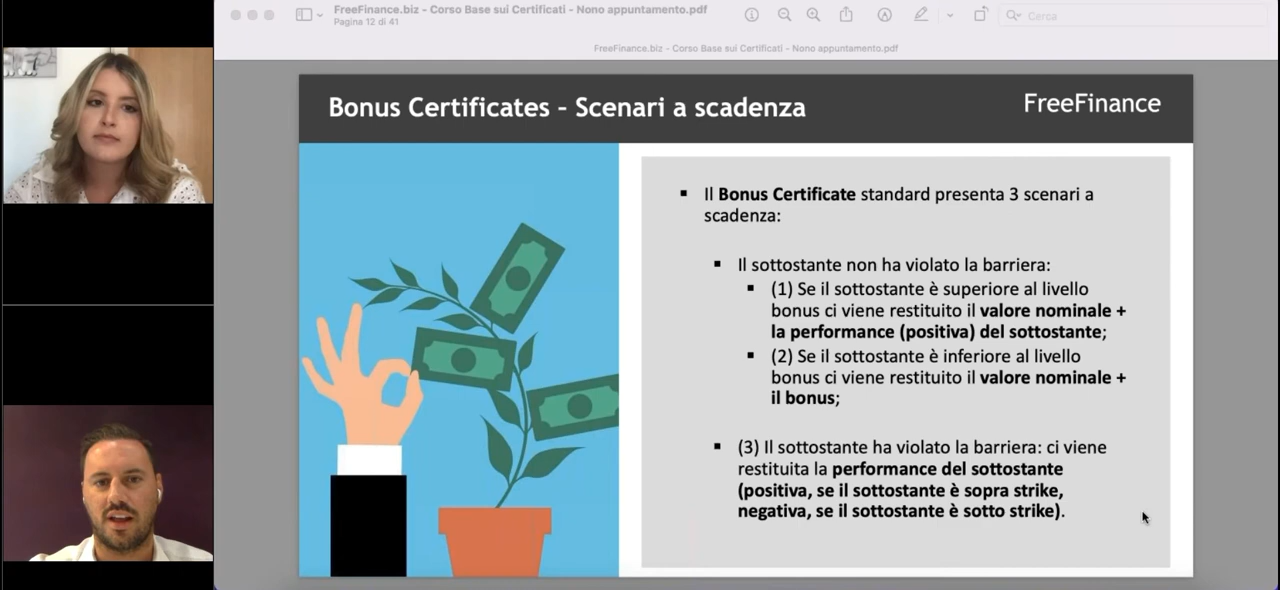 FreeFinance.biz - Corso Base sui Certificati - Nono appuntamento.pdf
Pagina 12 di 41
Cerca
FreeFinance.biz - Corso Base sui Certificati - Nono appuntamento.pdf
Bonus Certificates - Scenari a scadenza
FreeFinance
▪ Il Bonus Certificate standard presenta 3 scenari a
scadenza:
▪ Il sottostante non ha violato la barriera:
▪ (1) Se il sottostante è superiore al livello
bonus ci viene restituito il valore nominale +
la performance (positiva) del sottostante;
▪ (2) Se il sottostante è inferiore al livello
bonus ci viene restituito il valore nominale +
il bonus;
▪ (3) Il sottostante ha violato la barriera: ci viene
restituita la performance del sottostante
(positiva, se il sottostante è sopra strike,
negativa, se il sottostante è sotto strike).